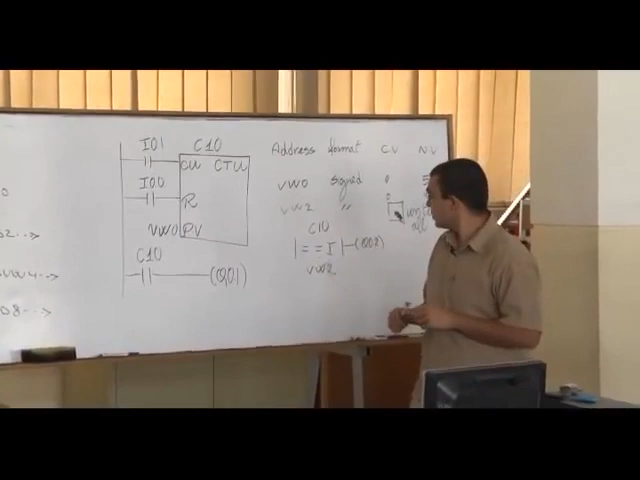 I0.1 C10
CU CTU
I0.0
R
VW0 PV
C10
(Q0.1)
Address format CV NV
VW0 signed 0
VW2 "
C10
|==I|-(Q0.2)
VW2